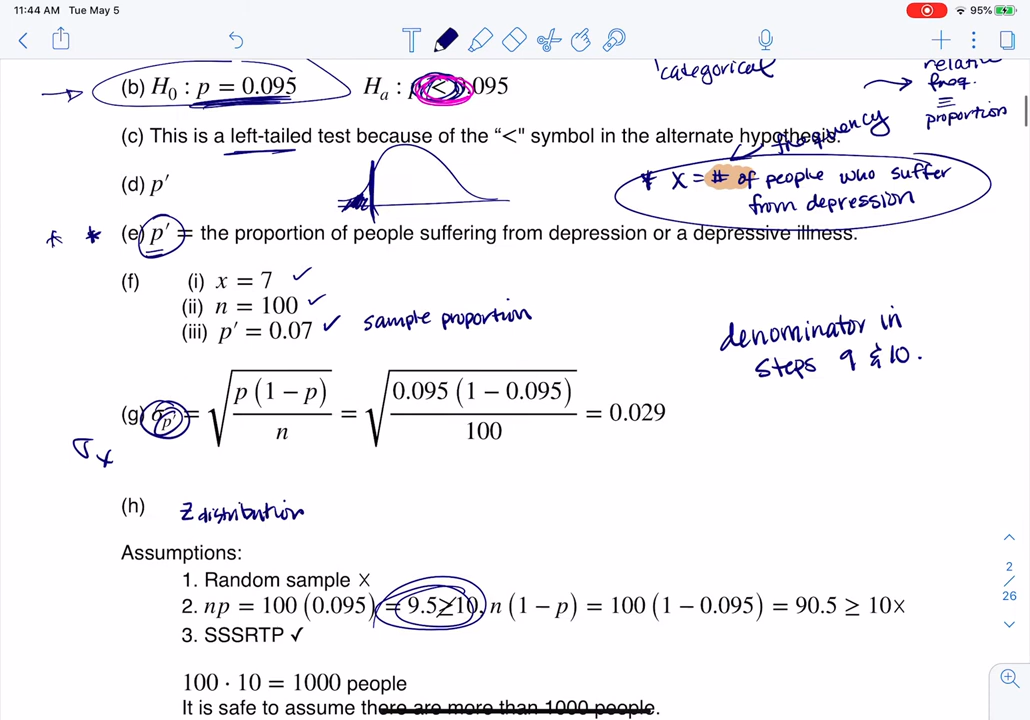 11:44 AM Tue May 5
95%
'categorical
relative
freq.
≡
proportion
(b) H₀ : p = 0.095 Hₐ : p < 0.095
(c) This is a left-tailed test because of the "<" symbol in the alternate hypothesis.
frequency
(d) p′
* X = # of people who suffer
from depression
* * (e) p′ = the proportion of people suffering from depression or a depressive illness.
(f) (i) x = 7 ✓
(ii) n = 100 ✓
(iii) p′ = 0.07 ✓ sample proportion
denominator in
steps 9 & 10.
(g) σp′ = √(p (1 − p) / n) = √(0.095 (1 − 0.095) / 100) = 0.029
σx
(h) Z distribution
Assumptions:
1. Random sample X
2. np = 100 (0.095) = 9.5 ≥ 10, n (1 − p) = 100 (1 − 0.095) = 90.5 ≥ 10×
3. SSSRTP ✓
100 · 10 = 1000 people
It is safe to assume there are more than 1000 people.
2
/
26